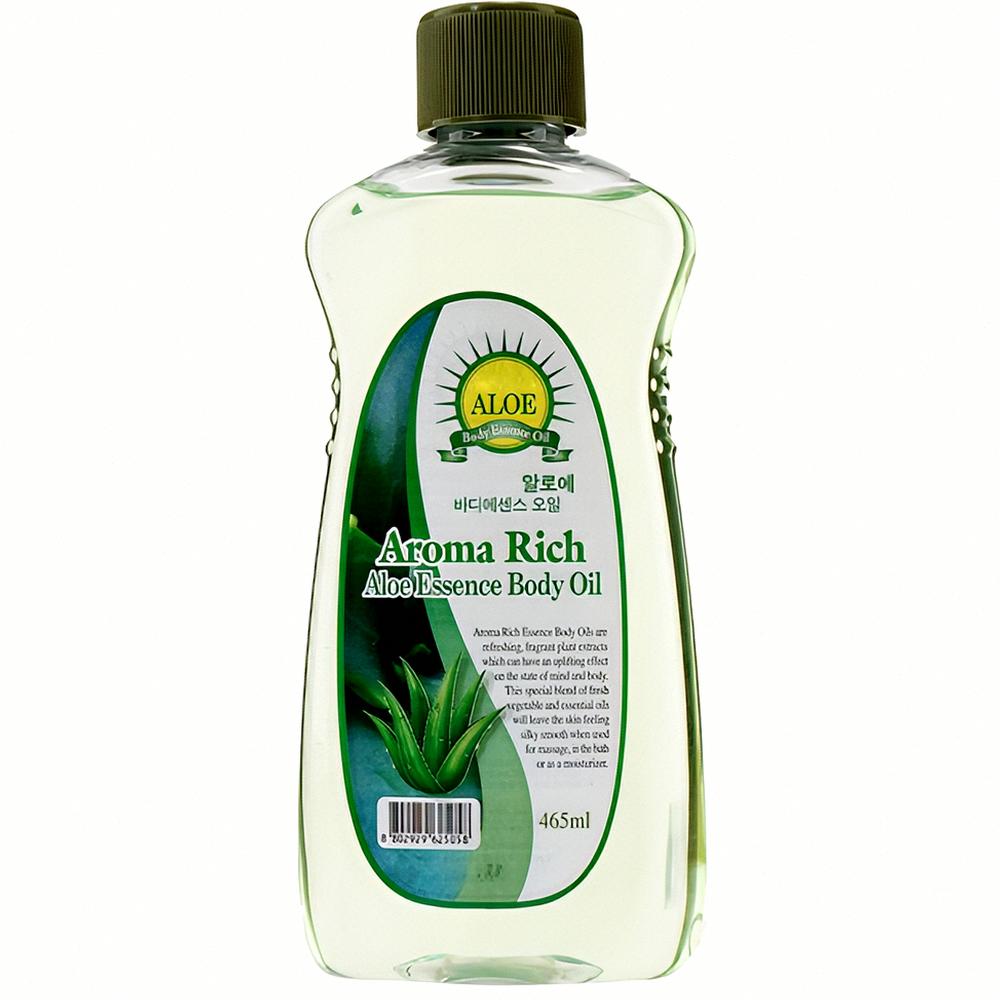 ALOE
Body Essence Oil
알로에
바디에센스 오일
Aroma Rich
Aloe Essence Body Oil
Aroma Rich Essence Body Oils are
refreshing, fragrant plant extracts
which can have an uplifting effect
on the state of mind and body.
This special blend of fresh
vegetable and essential oils
will leave the skin feeling
silky smooth when used
for massage, in the bath
or as a moisturizer.
465ml
8 802929 625058